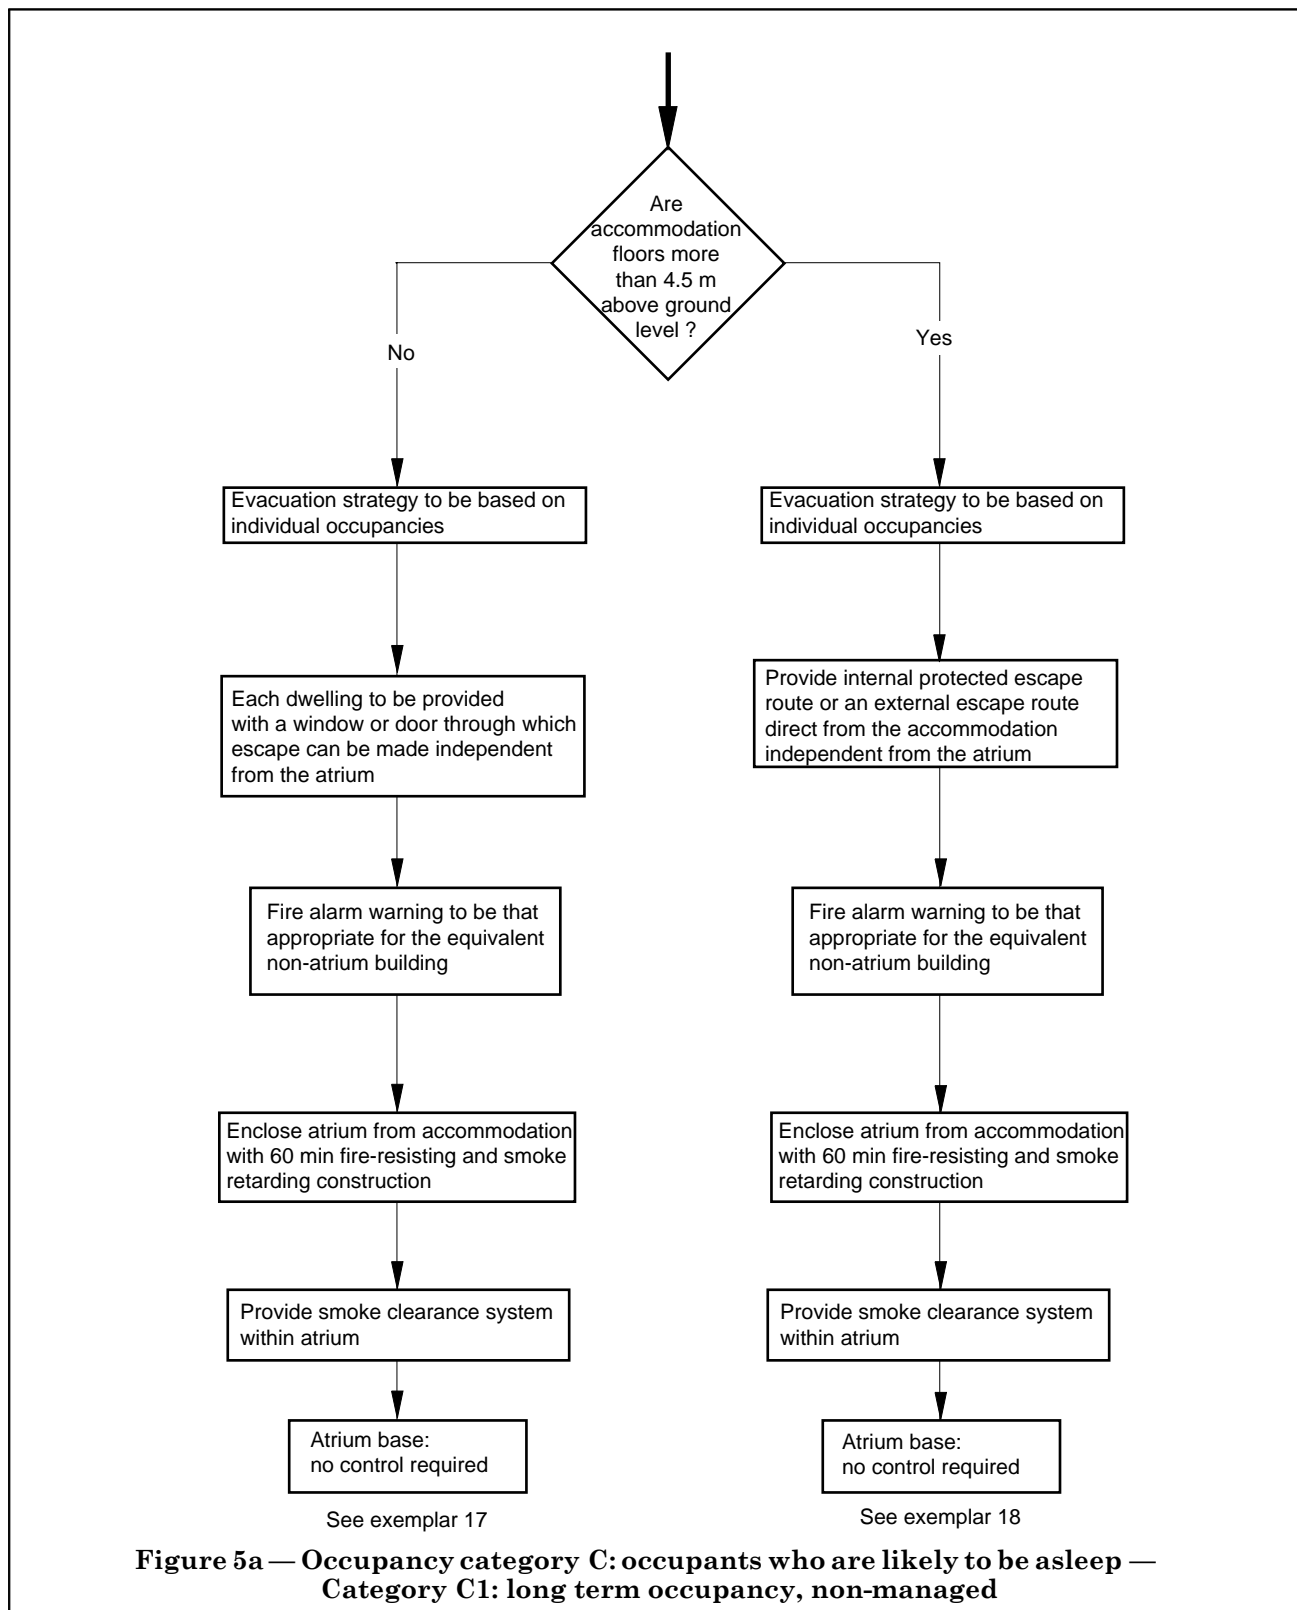 Are
accommodation
floors more
than 4.5 m
above ground
level ?
No
Yes
Evacuation strategy to be based on
individual occupancies
Each dwelling to be provided
with a window or door through which
escape can be made independent
from the atrium
Fire alarm warning to be that
appropriate for the equivalent
non-atrium building
Enclose atrium from accommodation
with 60 min fire-resisting and smoke
retarding construction
Provide smoke clearance system
within atrium
Atrium base:
no control required
See exemplar 17
Evacuation strategy to be based on
individual occupancies
Provide internal protected escape
route or an external escape route
direct from the accommodation
independent from the atrium
Fire alarm warning to be that
appropriate for the equivalent
non-atrium building
Enclose atrium from accommodation
with 60 min fire-resisting and smoke
retarding construction
Provide smoke clearance system
within atrium
Atrium base:
no control required
See exemplar 18
Figure 5a — Occupancy category C: occupants who are likely to be asleep —
Category C1: long term occupancy, non-managed